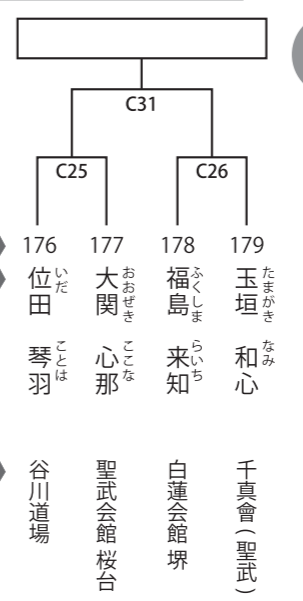 C31
C25
C26
176
177
178
179
位田 琴羽
いだ ことは
大関 心那
おおぜき ここな
福島 来知
ふくしま らいち
玉垣 和心
たまがき なみ
谷川道場
聖武会館 桜台
白蓮会館 堺
千真會(聖武)